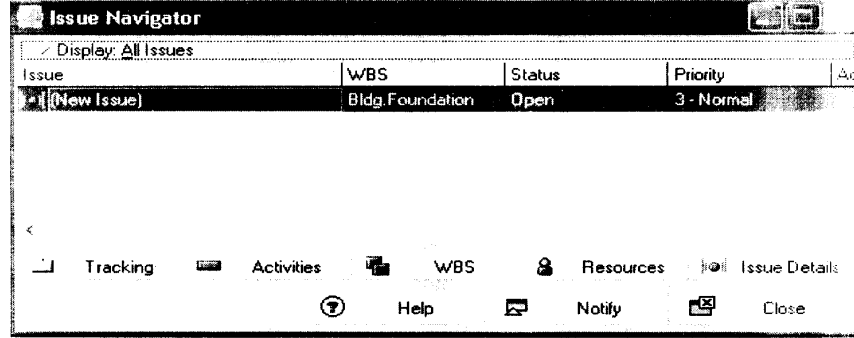 Issue Navigator
Display: All Issues
Issue WBS Status Priority
(New Issue) Bldg.Foundation Open 3 - Normal
<
Tracking Activities WBS Resources Issue Details
? Help Notify Close